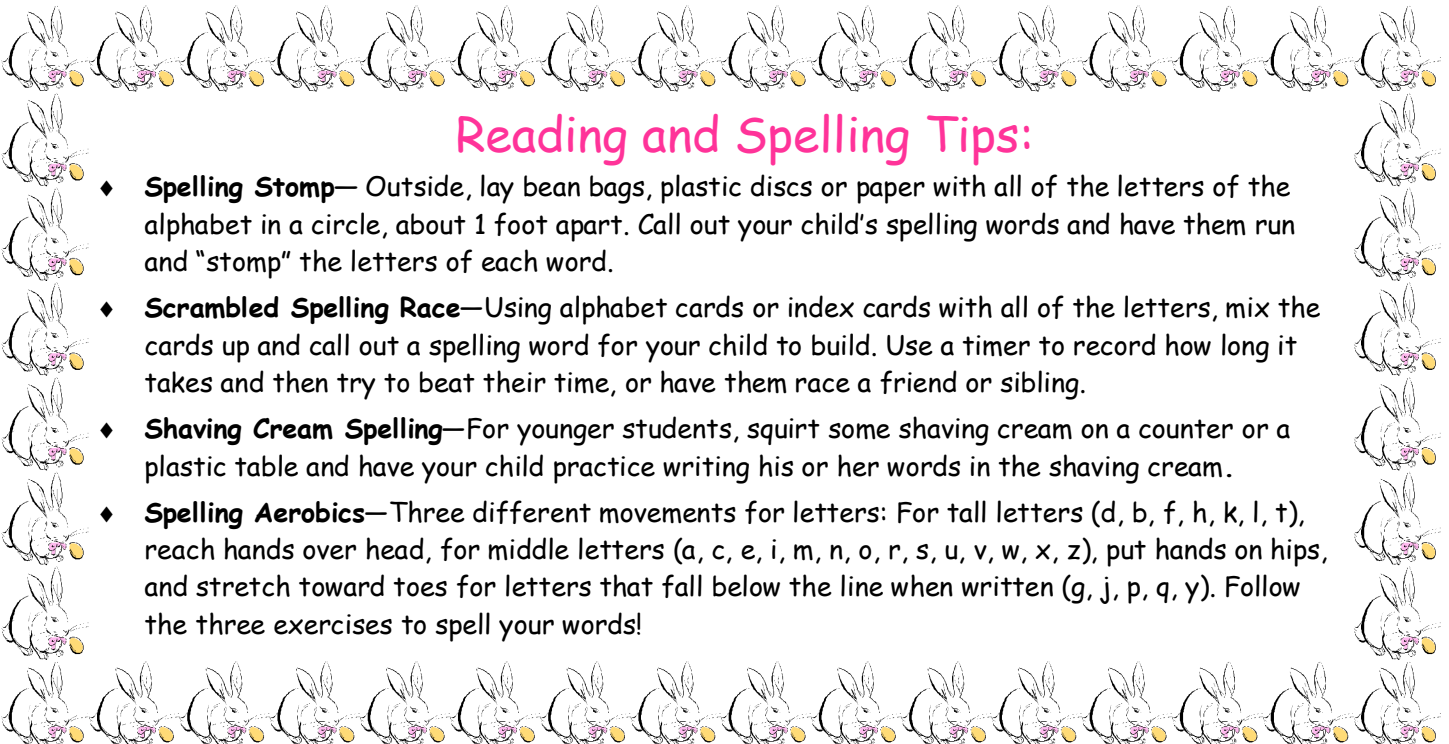 Reading and Spelling Tips:
♦ Spelling Stomp— Outside, lay bean bags, plastic discs or paper with all of the letters of the
alphabet in a circle, about 1 foot apart. Call out your child’s spelling words and have them run
and “stomp” the letters of each word.
♦ Scrambled Spelling Race—Using alphabet cards or index cards with all of the letters, mix the
cards up and call out a spelling word for your child to build. Use a timer to record how long it
takes and then try to beat their time, or have them race a friend or sibling.
♦ Shaving Cream Spelling—For younger students, squirt some shaving cream on a counter or a
plastic table and have your child practice writing his or her words in the shaving cream.
♦ Spelling Aerobics—Three different movements for letters: For tall letters (d, b, f, h, k, l, t),
reach hands over head, for middle letters (a, c, e, i, m, n, o, r, s, u, v, w, x, z), put hands on hips,
and stretch toward toes for letters that fall below the line when written (g, j, p, q, y). Follow
the three exercises to spell your words!